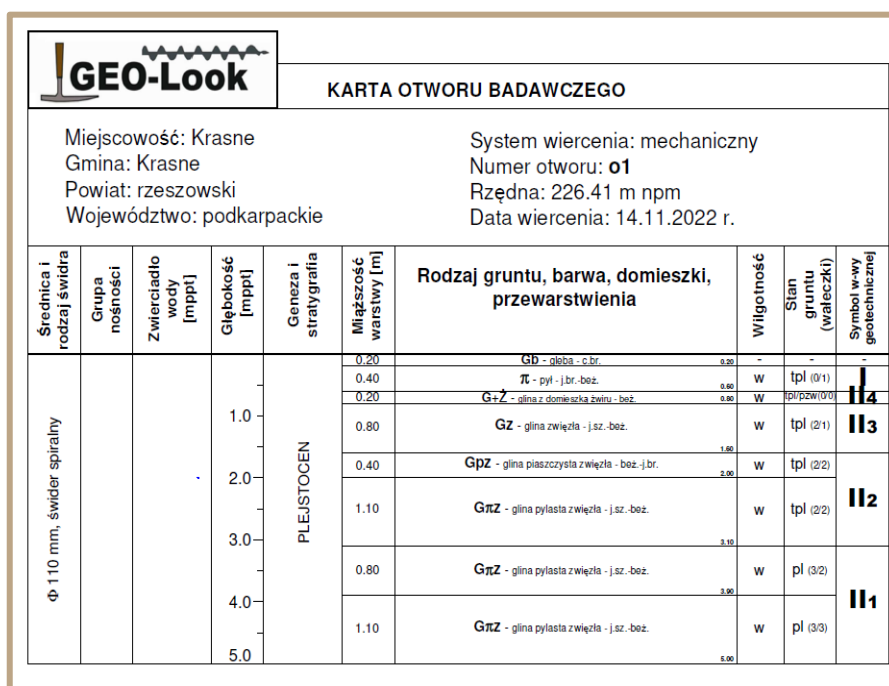 GEO-Look
KARTA OTWORU BADAWCZEGO
Miejscowość: Krasne
Gmina: Krasne
Powiat: rzeszowski
Województwo: podkarpackie
System wiercenia: mechaniczny
Numer otworu: o1
Rzędna: 226.41 m npm
Data wiercenia: 14.11.2022 r.
Średnica i rodzaj świdra
Grupa nośności
Zwierciadło wody [mppt]
Głębokość [mppt]
Geneza i stratygrafia
Miąższość warstwy [m]
Rodzaj gruntu, barwa, domieszki,
przewarstwienia
Wilgotność
Stan gruntu (wałeczki)
Symbol w-wy geotechnicznej
Φ 110 mm, świder spiralny
1.0
2.0
3.0
4.0
5.0
PLEJSTOCEN
0.20 Gb - gleba - c.br. 0.20 - - -
0.40 π - pył - j.br.-beż. 0.60 w tpl (0/1) I
0.20 G+Ż - glina z domieszką żwiru - beż. 0.80 w tpl/pzw(0/0) II4
0.80 Gz - glina zwięzła - j.sz.-beż. 1.60 w tpl (2/1) II3
0.40 Gpz - glina piaszczysta zwięzła - beż.-j.br. 2.00 w tpl (2/2)
1.10 Gπz - glina pylasta zwięzła - j.sz.-beż. 3.10 w tpl (2/2) II2
0.80 Gπz - glina pylasta zwięzła - j.sz.-beż. 3.90 w pl (3/2)
1.10 Gπz - glina pylasta zwięzła - j.sz.-beż. 5.00 w pl (3/3) II1